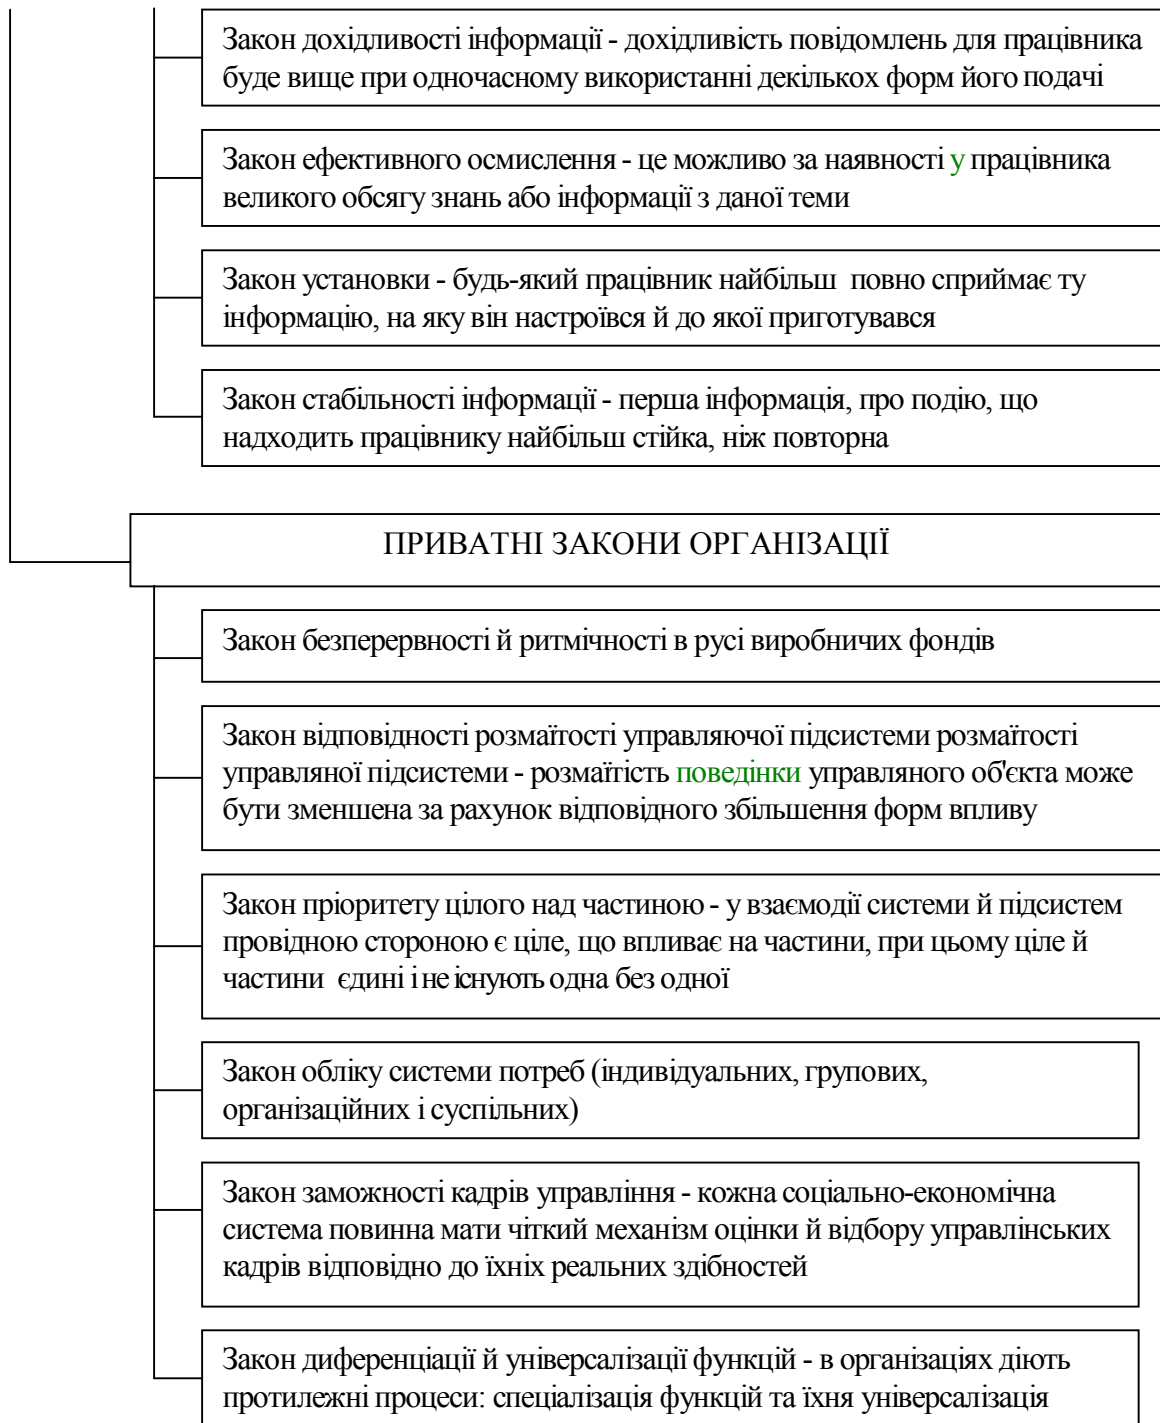 Закон дохідливості інформації - дохідливість повідомлень для працівника
буде вище при одночасному використанні декількох форм його подачі
Закон ефективного осмислення - це можливо за наявності у працівника
великого обсягу знань або інформації з даної теми
Закон установки - будь-який працівник найбільш повно сприймає ту
інформацію, на яку він настроївся й до якої приготувався
Закон стабільності інформації - перша інформація, про подію, що
надходить працівнику найбільш стійка, ніж повторна
ПРИВАТНІ ЗАКОНИ ОРГАНІЗАЦІЇ
Закон безперервності й ритмічності в русі виробничих фондів
Закон відповідності розмаїтості управляючої підсистеми розмаїтості
управляної підсистеми - розмаїтість поведінки управляного об'єкта може
бути зменшена за рахунок відповідного збільшення форм впливу
Закон пріоритету цілого над частиною - у взаємодії системи й підсистем
провідною стороною є ціле, що впливає на частини, при цьому ціле й
частини єдині і не існують одна без одної
Закон обліку системи потреб (індивідуальних, групових,
організаційних і суспільних)
Закон заможності кадрів управління - кожна соціально-економічна
система повинна мати чіткий механізм оцінки й відбору управлінських
кадрів відповідно до їхніх реальних здібностей
Закон диференціації й універсалізації функцій - в організаціях діють
протилежні процеси: спеціалізація функцій та їхня універсалізація